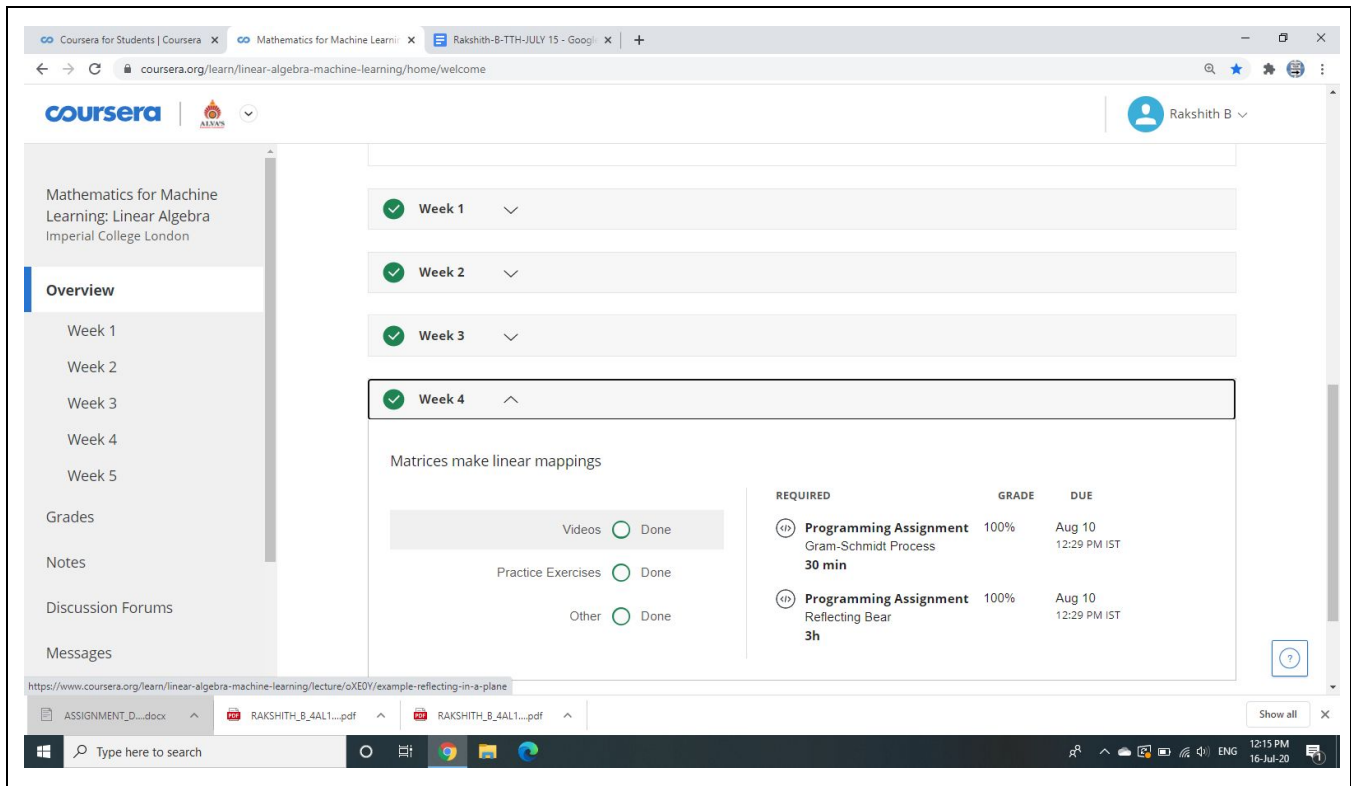 Coursera for Students | Coursera
Mathematics for Machine Learnin
Rakshith-B-TTH-JULY 15 - Googl
coursera.org/learn/linear-algebra-machine-learning/home/welcome
coursera
ALVA'S
Rakshith B
Mathematics for Machine
Learning: Linear Algebra
Imperial College London
Overview
Week 1
Week 2
Week 3
Week 4
Week 5
Grades
Notes
Discussion Forums
Messages
Week 1
Week 2
Week 3
Week 4
Matrices make linear mappings
Videos Done
Practice Exercises Done
Other Done
REQUIRED GRADE DUE
Programming Assignment 100% Aug 10
Gram-Schmidt Process 12:29 PM IST
30 min
Programming Assignment 100% Aug 10
Reflecting Bear 12:29 PM IST
3h
?
https://www.coursera.org/learn/linear-algebra-machine-learning/lecture/oXE0Y/example-reflecting-in-a-plane
ASSIGNMENT_D....docx
PDF RAKSHITH_B_4AL1....pdf
PDF RAKSHITH_B_4AL1....pdf
Show all
Type here to search
ENG
12:15 PM
16-Jul-20
1